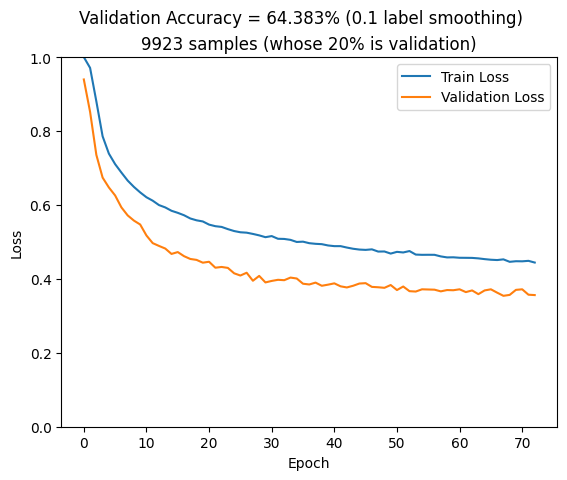 Validation Accuracy = 64.383% (0.1 label smoothing)
9923 samples (whose 20% is validation)
Train Loss
Validation Loss
1.0
0.8
0.6
0.4
0.2
0.0
Loss
0 10 20 30 40 50 60 70
Epoch